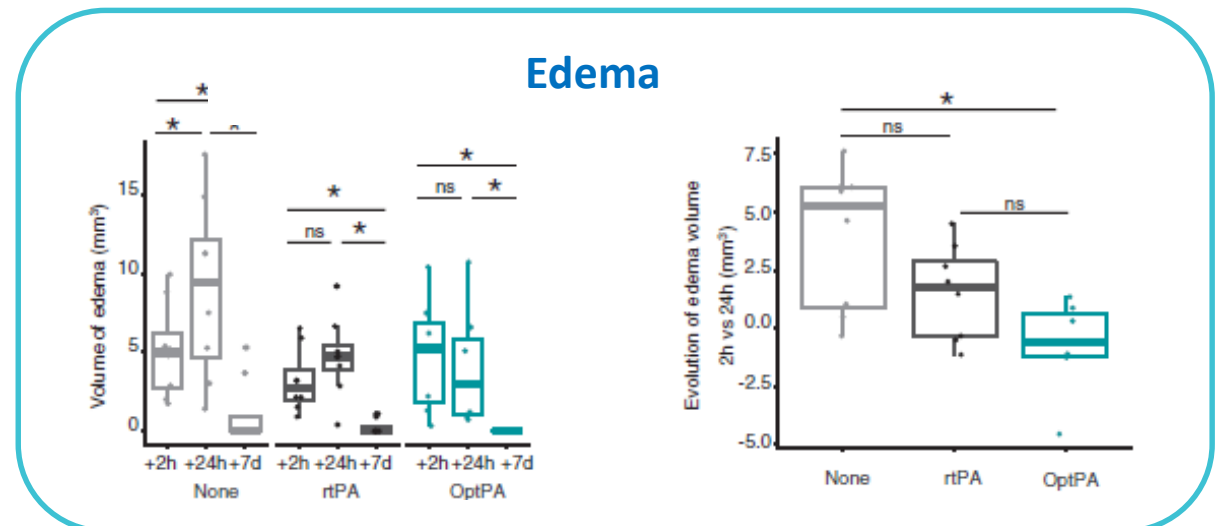 Edema
*
*
Volume of edema (mm³)
15
10
5
0
*
ns *
*
ns *
+2h +24h +7d +2h +24h +7d +2h +24h +7d
None rtPA OptPA
Evolution of edema volume
2h vs 24h (mm³)
7.5
5.0
2.5
0.0
-2.5
-5.0
*
ns
ns
None rtPA OptPA